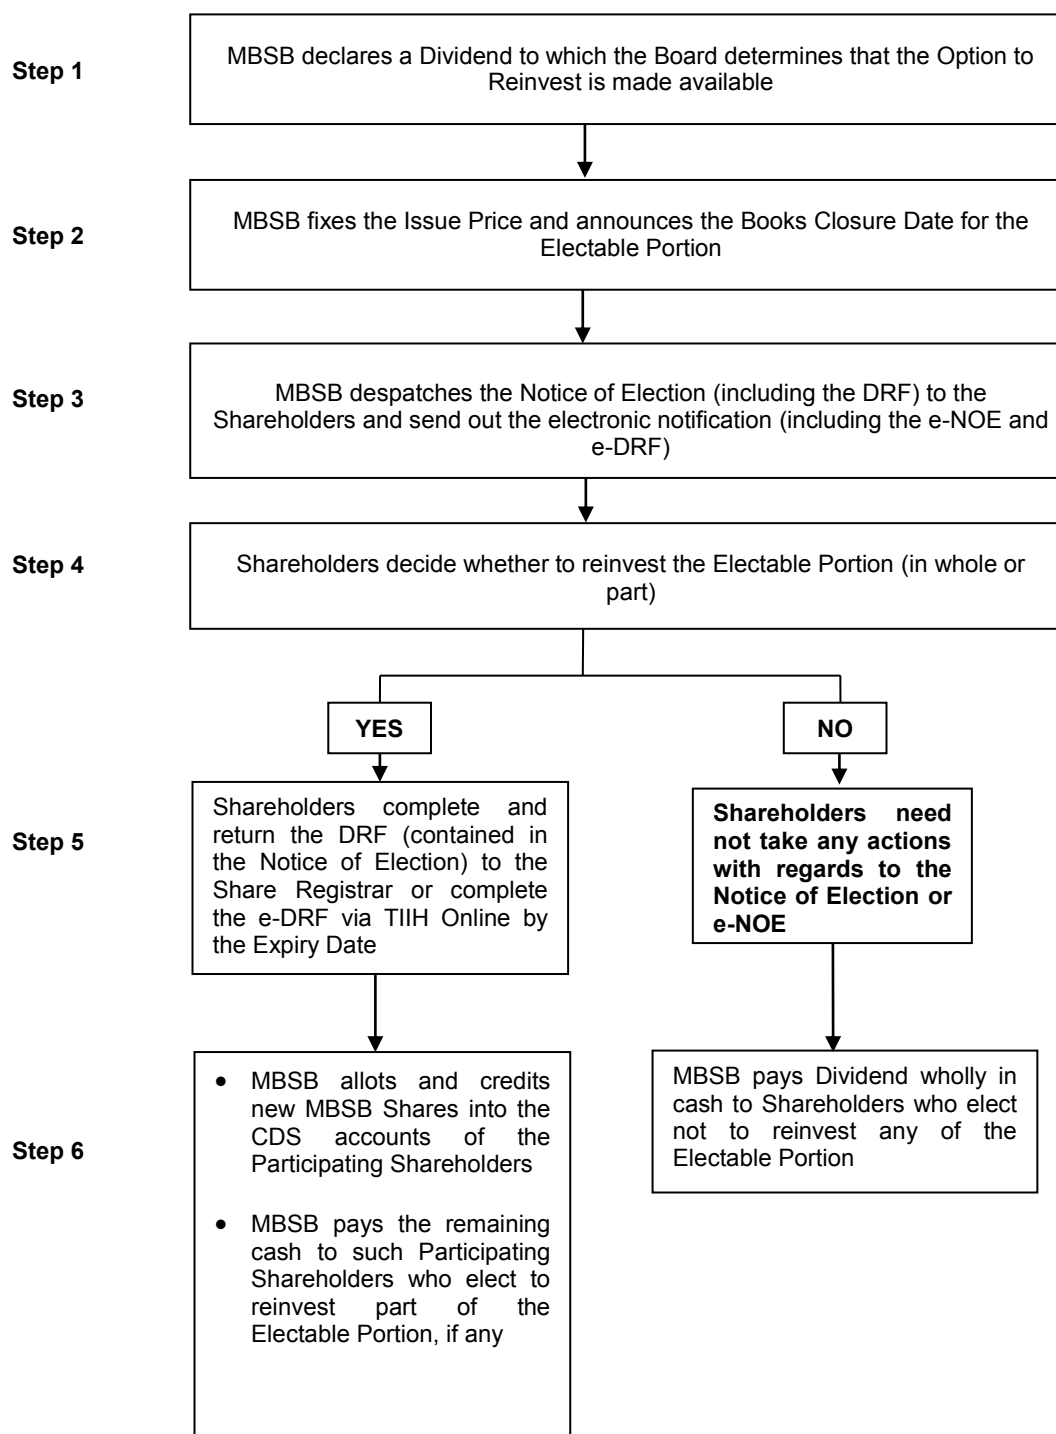 Step 1
MBSB declares a Dividend to which the Board determines that the Option to
Reinvest is made available
Step 2
MBSB fixes the Issue Price and announces the Books Closure Date for the
Electable Portion
Step 3
MBSB despatches the Notice of Election (including the DRF) to the
Shareholders and send out the electronic notification (including the e-NOE and
e-DRF)
Step 4
Shareholders decide whether to reinvest the Electable Portion (in whole or
part)
YES
NO
Step 5
Shareholders complete and
return the DRF (contained in
the Notice of Election) to the
Share Registrar or complete
the e-DRF via TIIH Online by
the Expiry Date
Shareholders need
not take any actions
with regards to the
Notice of Election or
e-NOE
Step 6
• MBSB allots and credits
new MBSB Shares into the
CDS accounts of the
Participating Shareholders
• MBSB pays the remaining
cash to such Participating
Shareholders who elect to
reinvest part of the
Electable Portion, if any
MBSB pays Dividend wholly in
cash to Shareholders who elect
not to reinvest any of the
Electable Portion